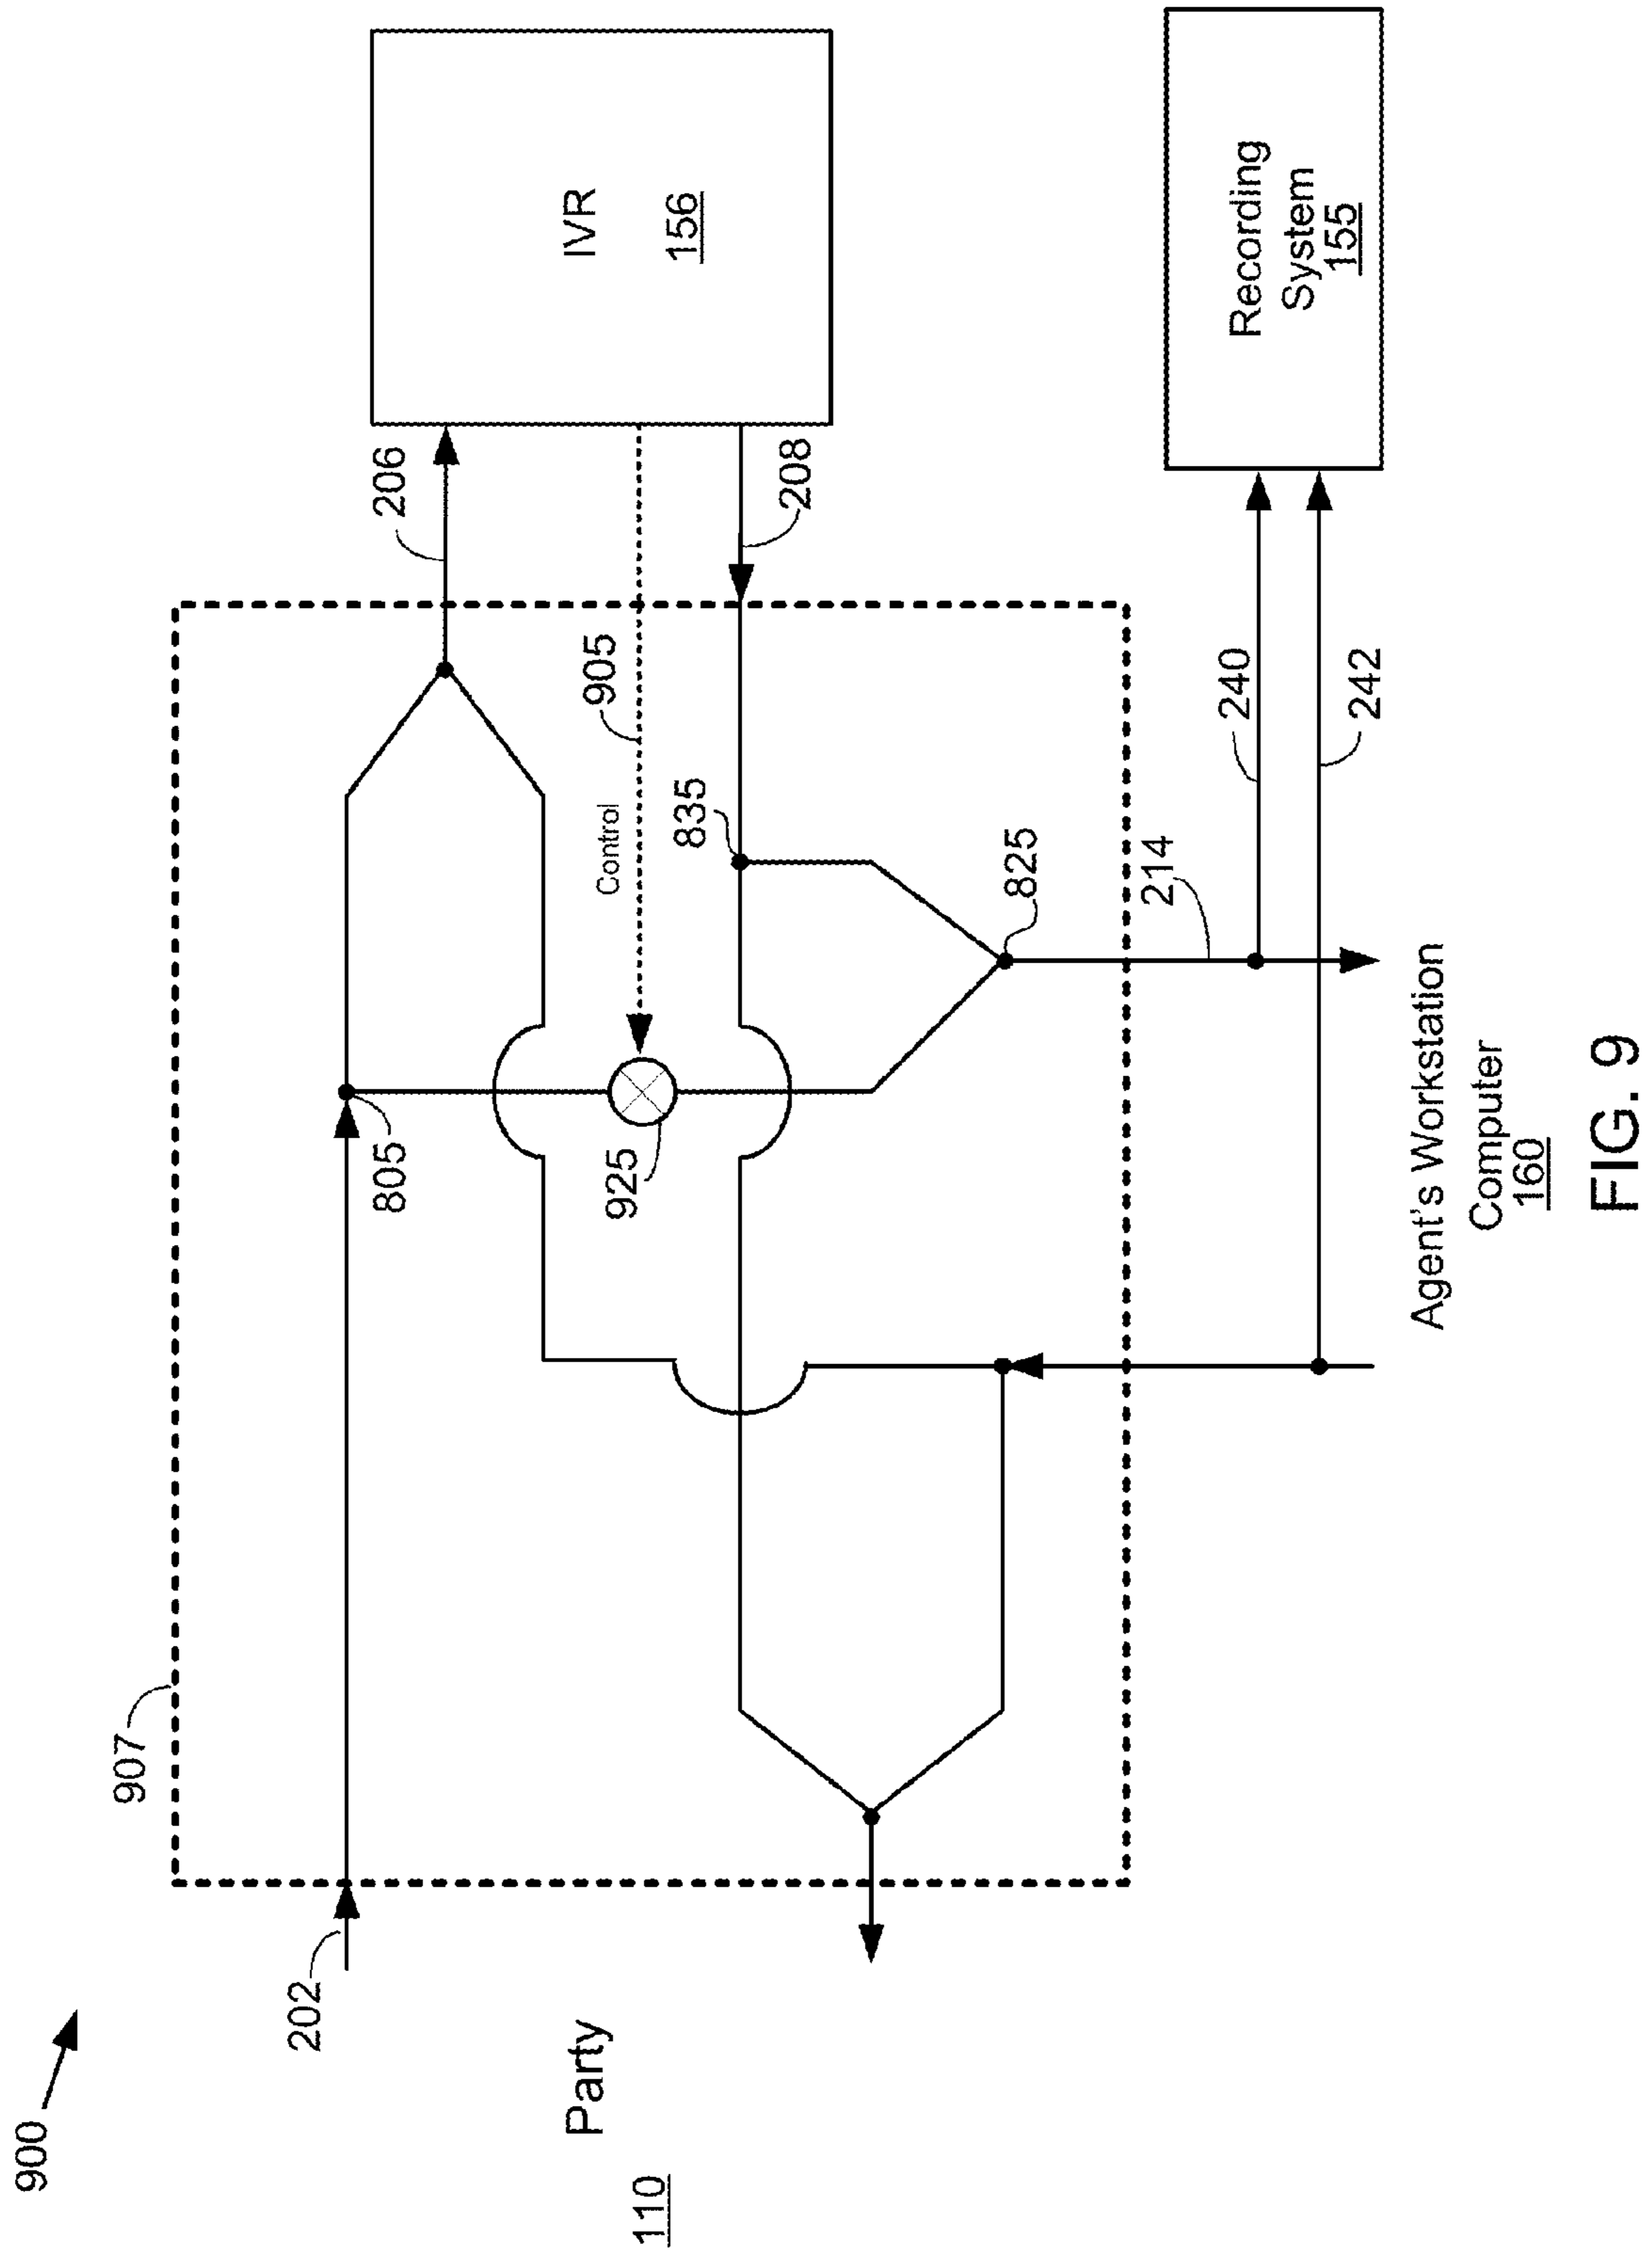 900
907
202
Party
110
805
925
Control
905
835
825
206
208
IVR
156
214
240
242
Recording
System
155
Agent's Workstation
Computer
160
FIG. 9